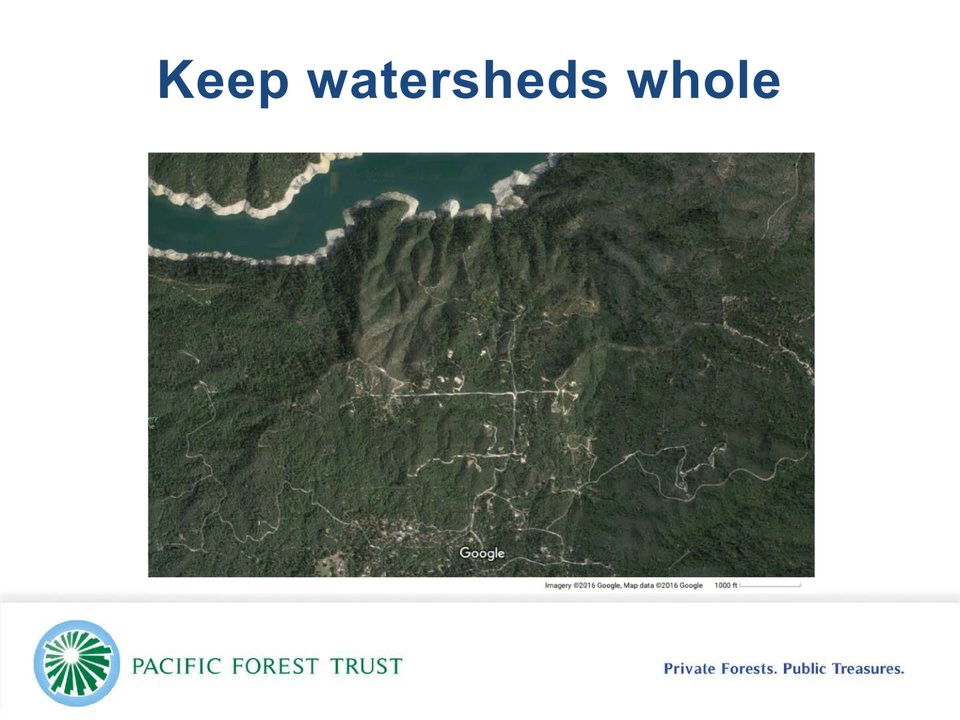 Keep watersheds whole
Google
Imagery ©2016 Google, Map data ©2016 Google 1000 ft
PACIFIC FOREST TRUST
Private Forests. Public Treasures.